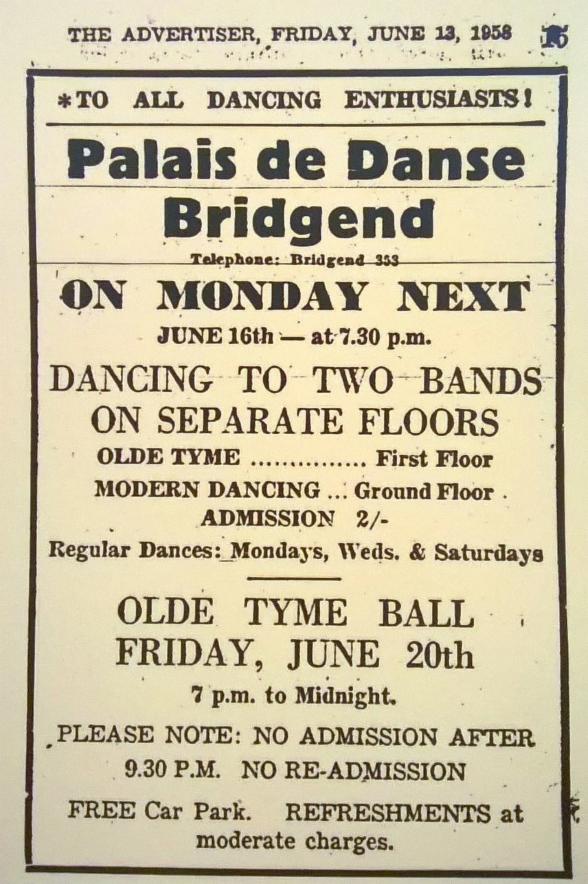 THE ADVERTISER, FRIDAY, JUNE 13, 1958
*TO ALL DANCING ENTHUSIASTS!
Palais de Danse
Bridgend
Telephone: Bridgend 353
ON MONDAY NEXT
JUNE 16th — at 7.30 p.m.
DANCING TO TWO BANDS
ON SEPARATE FLOORS
OLDE TYME .............. First Floor
MODERN DANCING ... Ground Floor
ADMISSION 2/-
Regular Dances: Mondays, Weds. & Saturdays
OLDE TYME BALL
FRIDAY, JUNE 20th
7 p.m. to Midnight.
PLEASE NOTE: NO ADMISSION AFTER
9.30 P.M. NO RE-ADMISSION
FREE Car Park. REFRESHMENTS at
moderate charges.